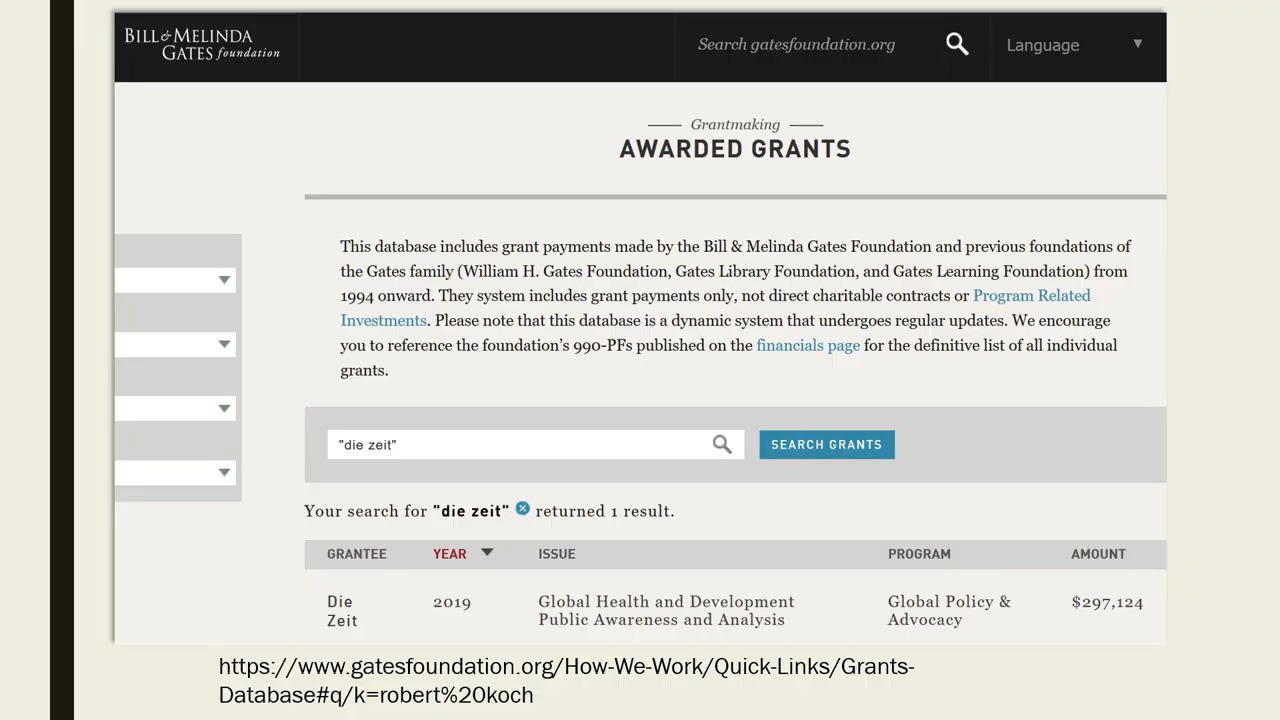 BILL & MELINDA
GATES foundation
Search gatesfoundation.org
Language
Grantmaking
AWARDED GRANTS
This database includes grant payments made by the Bill & Melinda Gates Foundation and previous foundations of
the Gates family (William H. Gates Foundation, Gates Library Foundation, and Gates Learning Foundation) from
1994 onward. They system includes grant payments only, not direct charitable contracts or Program Related
Investments. Please note that this database is a dynamic system that undergoes regular updates. We encourage
you to reference the foundation's 990-PFs published on the financials page for the definitive list of all individual
grants.
"die zeit"
SEARCH GRANTS
Your search for "die zeit" returned 1 result.
GRANTEE YEAR ISSUE PROGRAM AMOUNT
Die 2019 Global Health and Development Global Policy & $297,124
Zeit Public Awareness and Analysis Advocacy
https://www.gatesfoundation.org/How-We-Work/Quick-Links/Grants-
Database#q/k=robert%20koch